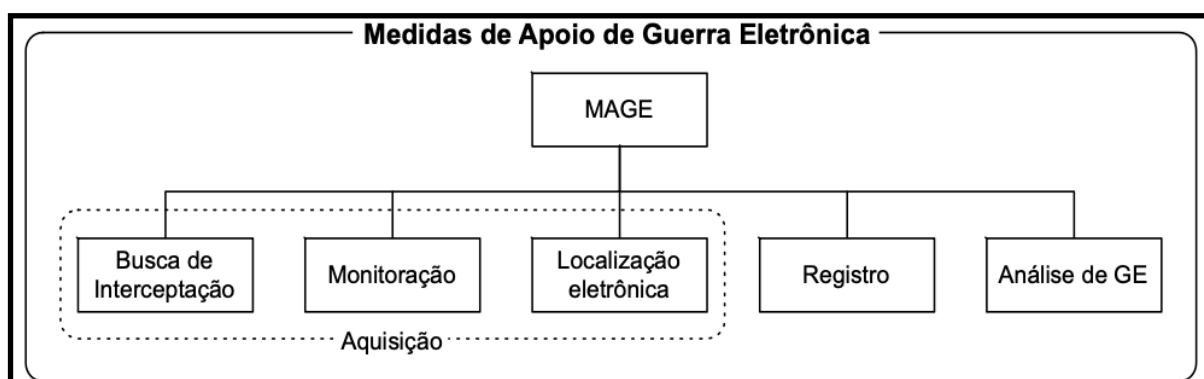 Medidas de Apoio de Guerra Eletrônica
MAGE
Busca de
Interceptação
Monitoração
Localização
eletrônica
Registro
Análise de GE
Aquisição